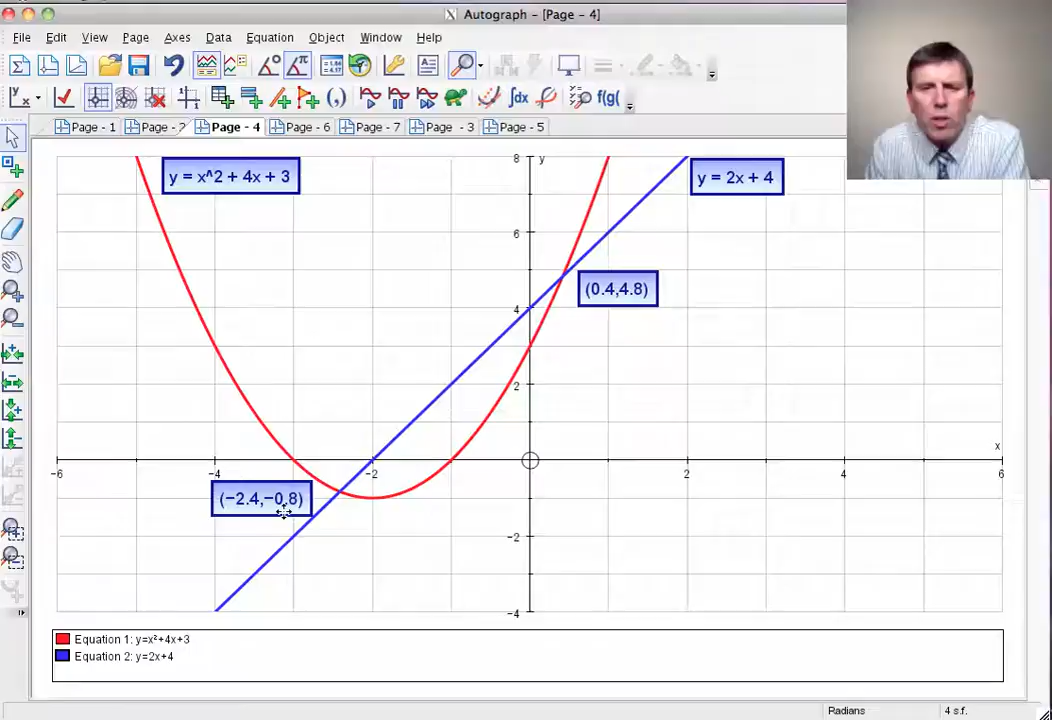 Autograph - [Page - 4]
File Edit View Page Axes Data Equation Object Window Help
Page - 1 Page - 2 Page - 4 Page - 6 Page - 7 Page - 3 Page - 5
y = x^2 + 4x + 3
y = 2x + 4
(0.4,4.8)
(−2.4,−0.8)
8 y
6
4
2
−6 −4 −2 2 4 6 x
−2
−4
Equation 1: y=x²+4x+3
Equation 2: y=2x+4
Radians 4 s.f.